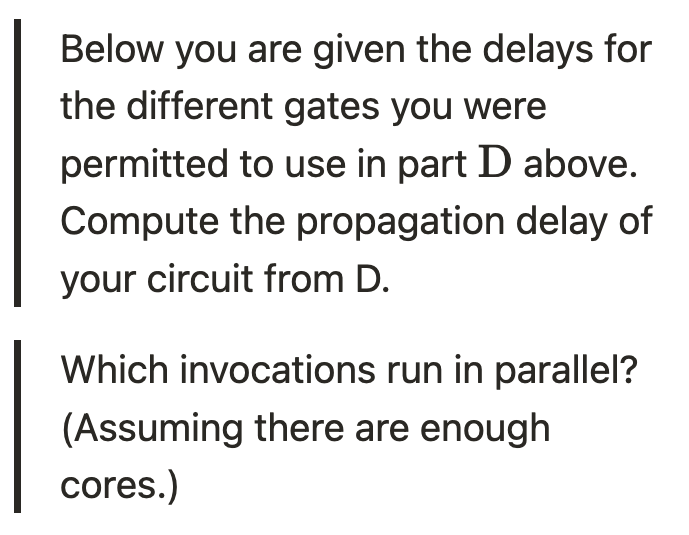 Below you are given the delays for
the different gates you were
permitted to use in part D above.
Compute the propagation delay of
your circuit from D.
Which invocations run in parallel?
(Assuming there are enough
cores.)